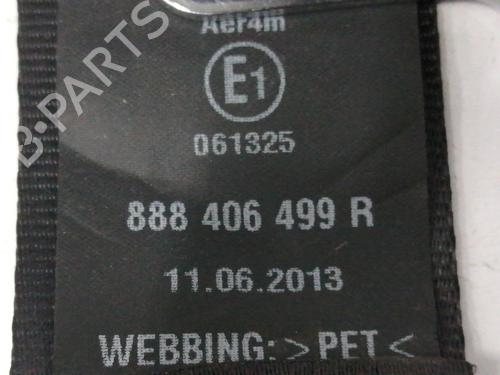 Aer4m
E1
061325
888 406 499 R
11.06.2013
WEBBING: >PET<
B-PARTS